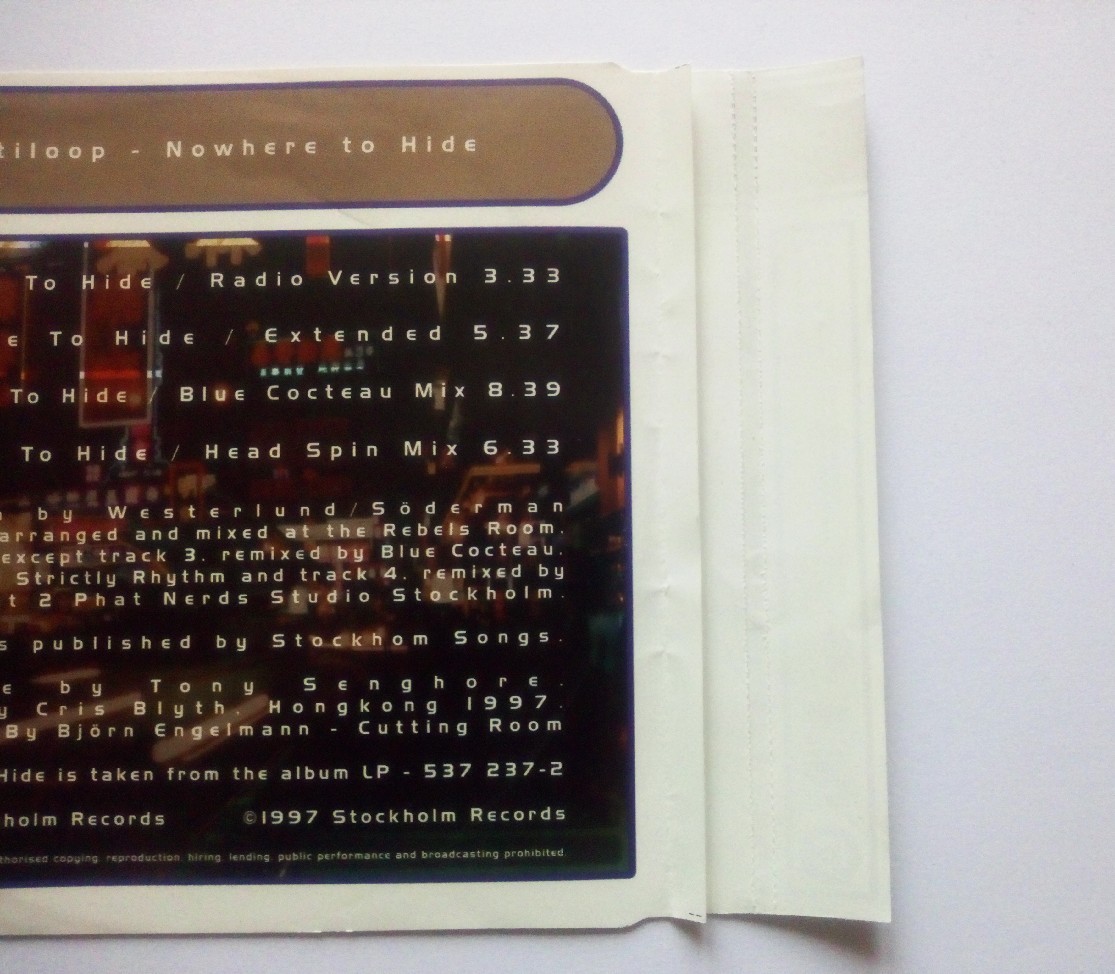 tiloop - Nowhere to Hide
To Hide / Radio Version 3.33
e To Hide / Extended 5.37
To Hide / Blue Cocteau Mix 8.39
To Hide / Head Spin Mix 6.33
by Westerlund/Söderman
arranged and mixed at the Rebels Room.
except track 3. remixed by Blue Cocteau.
Strictly Rhythm and track 4. remixed by
t 2 Phat Nerds Studio Stockholm.
s published by Stockhom Songs.
e by Tony Senghore.
y Cris Blyth. Hongkong 1997.
By Björn Engelmann - Cutting Room
Hide is taken from the album LP - 537 237-2
holm Records ©1997 Stockholm Records
thorised copying. reproduction. hiring. lending. public performance and broadcasting prohibited.